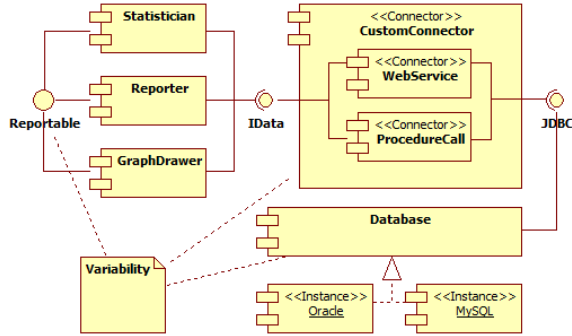 Statistician
<<Connector>>
CustomConnector
<<Connector>>
WebService
Reporter
Reportable
IData
JDBC
<<Connector>>
ProcedureCall
GraphDrawer
Database
Variability
<<Instance>>
Oracle
<<Instance>>
MySQL